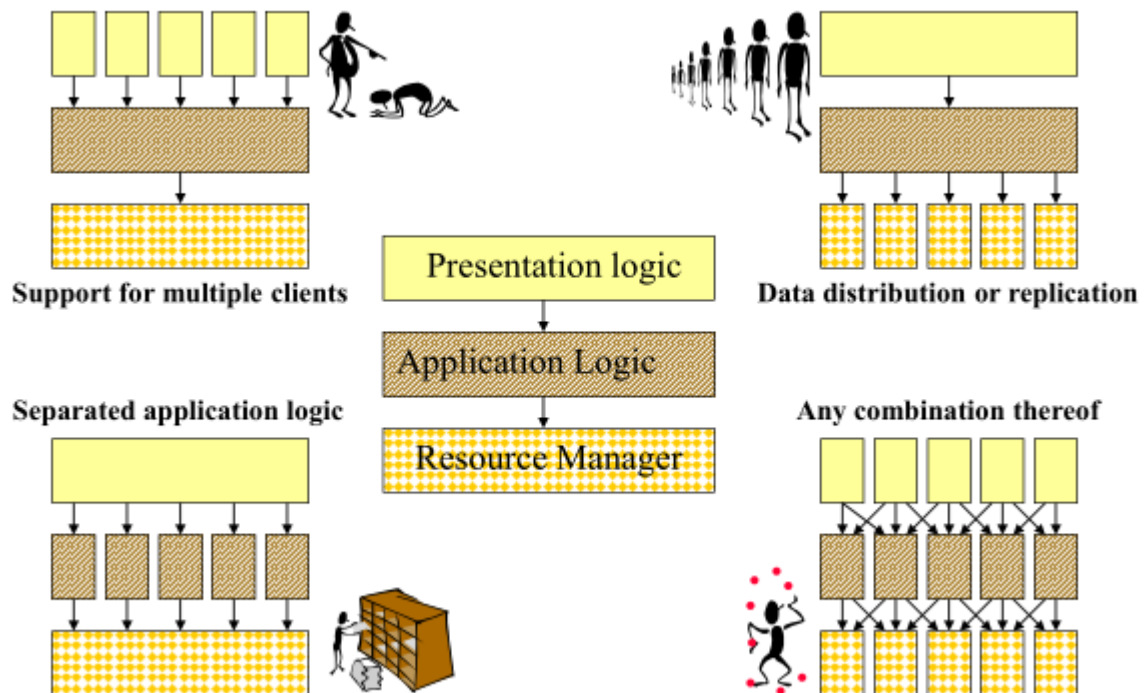 Support for multiple clients
Data distribution or replication
Presentation logic
Application Logic
Resource Manager
Separated application logic
Any combination thereof